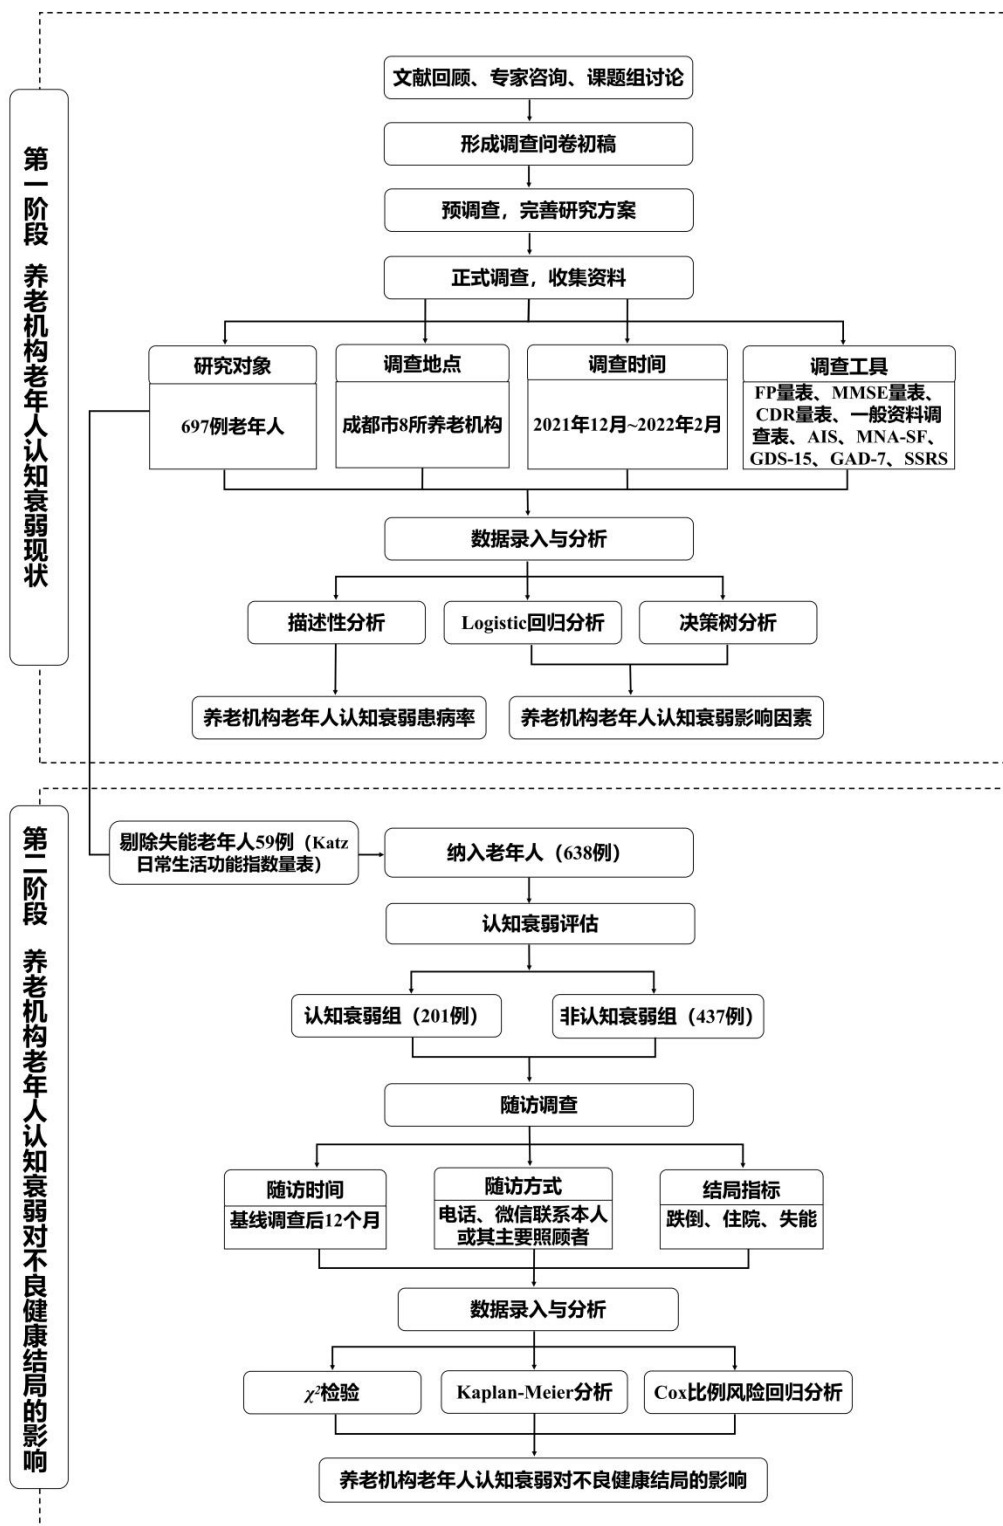 第一阶段 养老机构老年人认知衰弱现状
文献回顾、专家咨询、课题组讨论
形成调查问卷初稿
预调查，完善研究方案
正式调查，收集资料
研究对象
697例老年人
调查地点
成都市8所养老机构
调查时间
2021年12月~2022年2月
调查工具
FP量表、MMSE量表、
CDR量表、一般资料调
查表、AIS、MNA-SF、
GDS-15、GAD-7、SSRS
数据录入与分析
描述性分析
Logistic回归分析
决策树分析
养老机构老年人认知衰弱患病率
养老机构老年人认知衰弱影响因素
第二阶段 养老机构老年人认知衰弱对不良健康结局的影响
剔除失能老年人59例（Katz
日常生活功能指数量表）
纳入老年人（638例）
认知衰弱评估
认知衰弱组（201例）
非认知衰弱组（437例）
随访调查
随访时间
基线调查后12个月
随访方式
电话、微信联系本人
或其主要照顾者
结局指标
跌倒、住院、失能
数据录入与分析
χ²检验
Kaplan-Meier分析
Cox比例风险回归分析
养老机构老年人认知衰弱对不良健康结局的影响